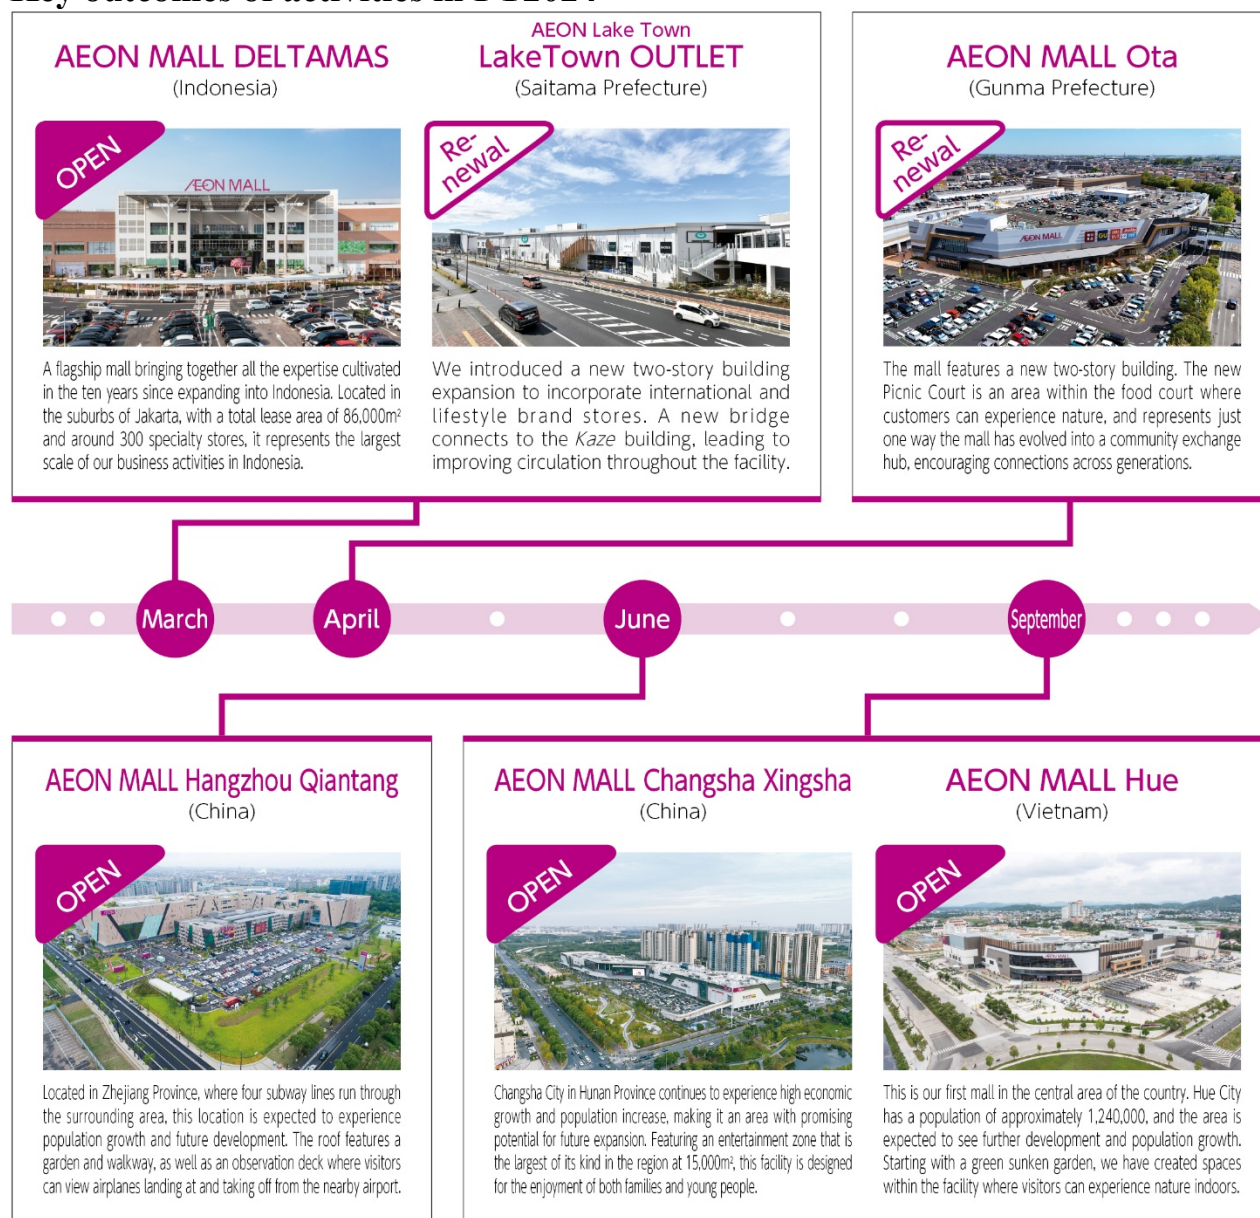 Key outcomes of activities in FY2024
AEON MALL DELTAMAS
(Indonesia)
OPEN
ÆON MALL
A flagship mall bringing together all the expertise cultivated
in the ten years since expanding into Indonesia. Located in
the suburbs of Jakarta, with a total lease area of 86,000m²
and around 300 specialty stores, it represents the largest
scale of our business activities in Indonesia.
AEON Lake Town
LakeTown OUTLET
(Saitama Prefecture)
Re-
newal
We introduced a new two-story building
expansion to incorporate international and
lifestyle brand stores. A new bridge
connects to the Kaze building, leading to
improving circulation throughout the facility.
AEON MALL Ota
(Gunma Prefecture)
Re-
newal
ÆON MALL
GU
The mall features a new two-story building. The new
Picnic Court is an area within the food court where
customers can experience nature, and represents just
one way the mall has evolved into a community exchange
hub, encouraging connections across generations.
March
April
June
September
AEON MALL Hangzhou Qiantang
(China)
OPEN
Located in Zhejiang Province, where four subway lines run through
the surrounding area, this location is expected to experience
population growth and future development. The roof features a
garden and walkway, as well as an observation deck where visitors
can view airplanes landing at and taking off from the nearby airport.
AEON MALL Changsha Xingsha
(China)
OPEN
Changsha City in Hunan Province continues to experience high economic
growth and population increase, making it an area with promising
potential for future expansion. Featuring an entertainment zone that is
the largest of its kind in the region at 15,000m², this facility is designed
for the enjoyment of both families and young people.
AEON MALL Hue
(Vietnam)
OPEN
ÆON MALL
This is our first mall in the central area of the country. Hue City
has a population of approximately 1,240,000, and the area is
expected to see further development and population growth.
Starting with a green sunken garden, we have created spaces
within the facility where visitors can experience nature indoors.